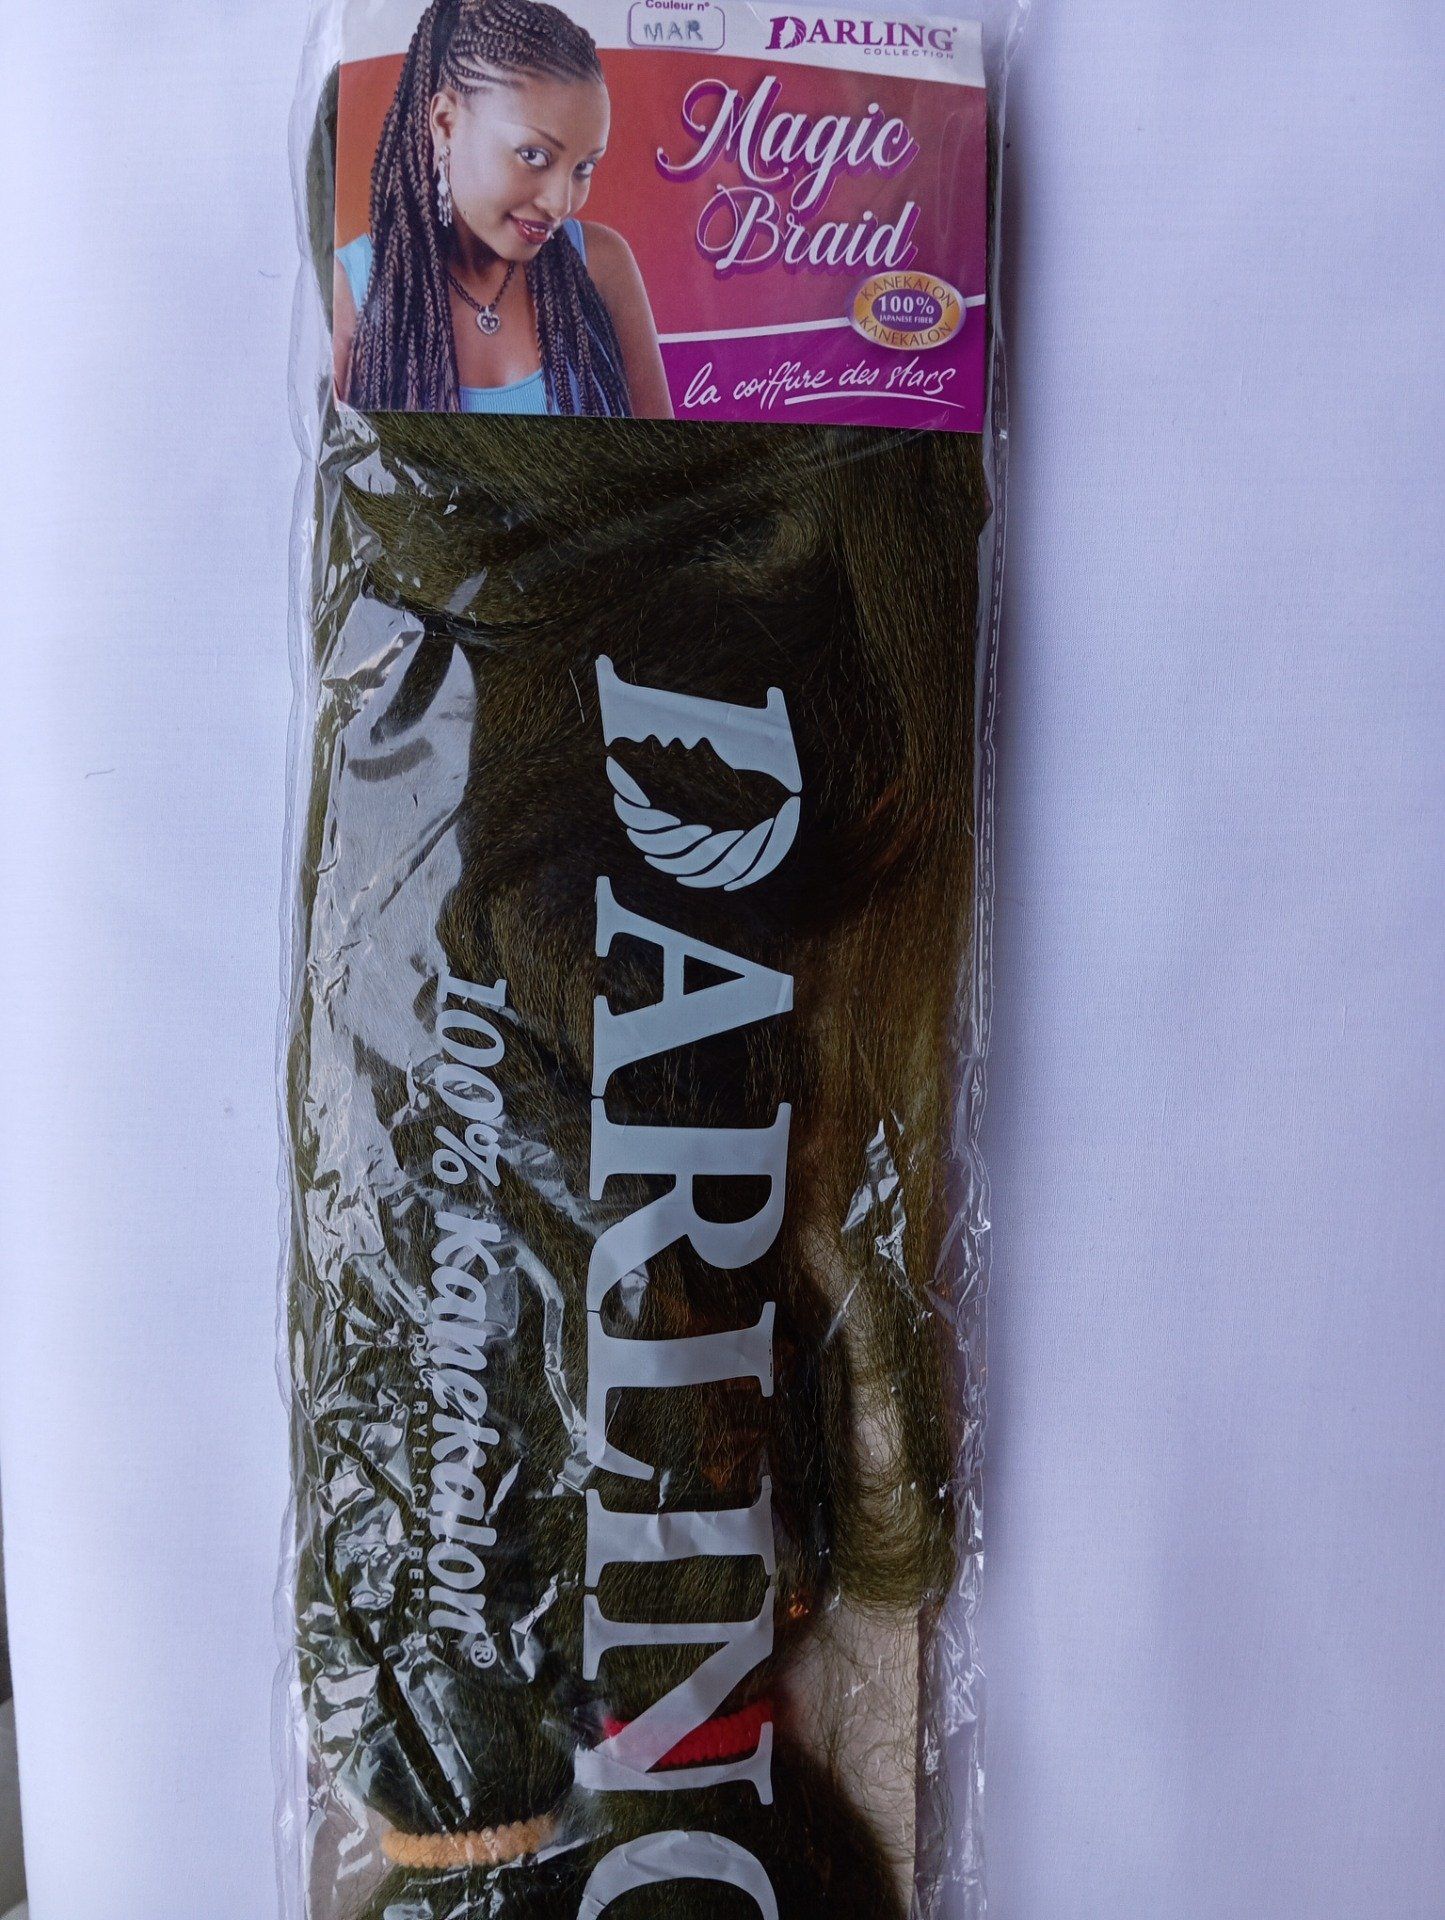 Couleur n°
MAR
DARLING®
COLLECTION
Magic
Braid
KANEKALON
100%
JAPANESE FIBER
KANEKALON
la coiffure des stars
DARLING
100% Kanekalon®